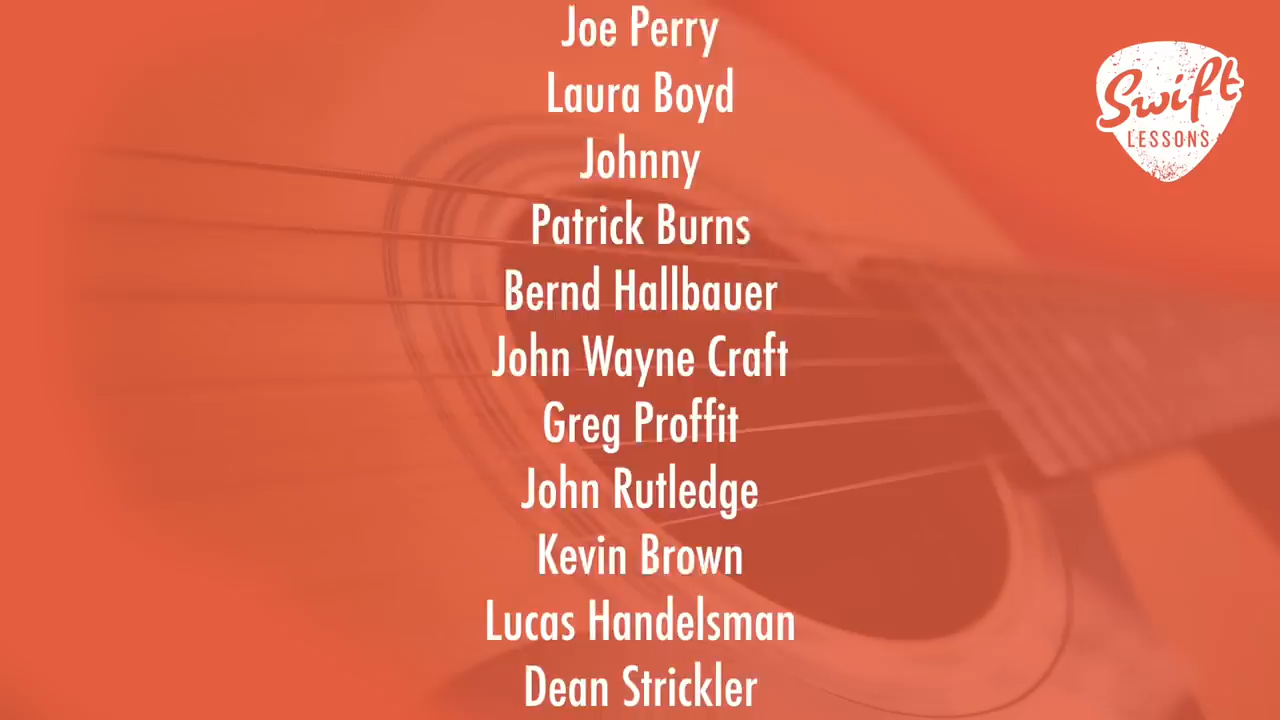 Joe Perry
Laura Boyd
Johnny
Patrick Burns
Bernd Hallbauer
John Wayne Craft
Greg Proffit
John Rutledge
Kevin Brown
Lucas Handelsman
Dean Strickler
Swift
LESSONS